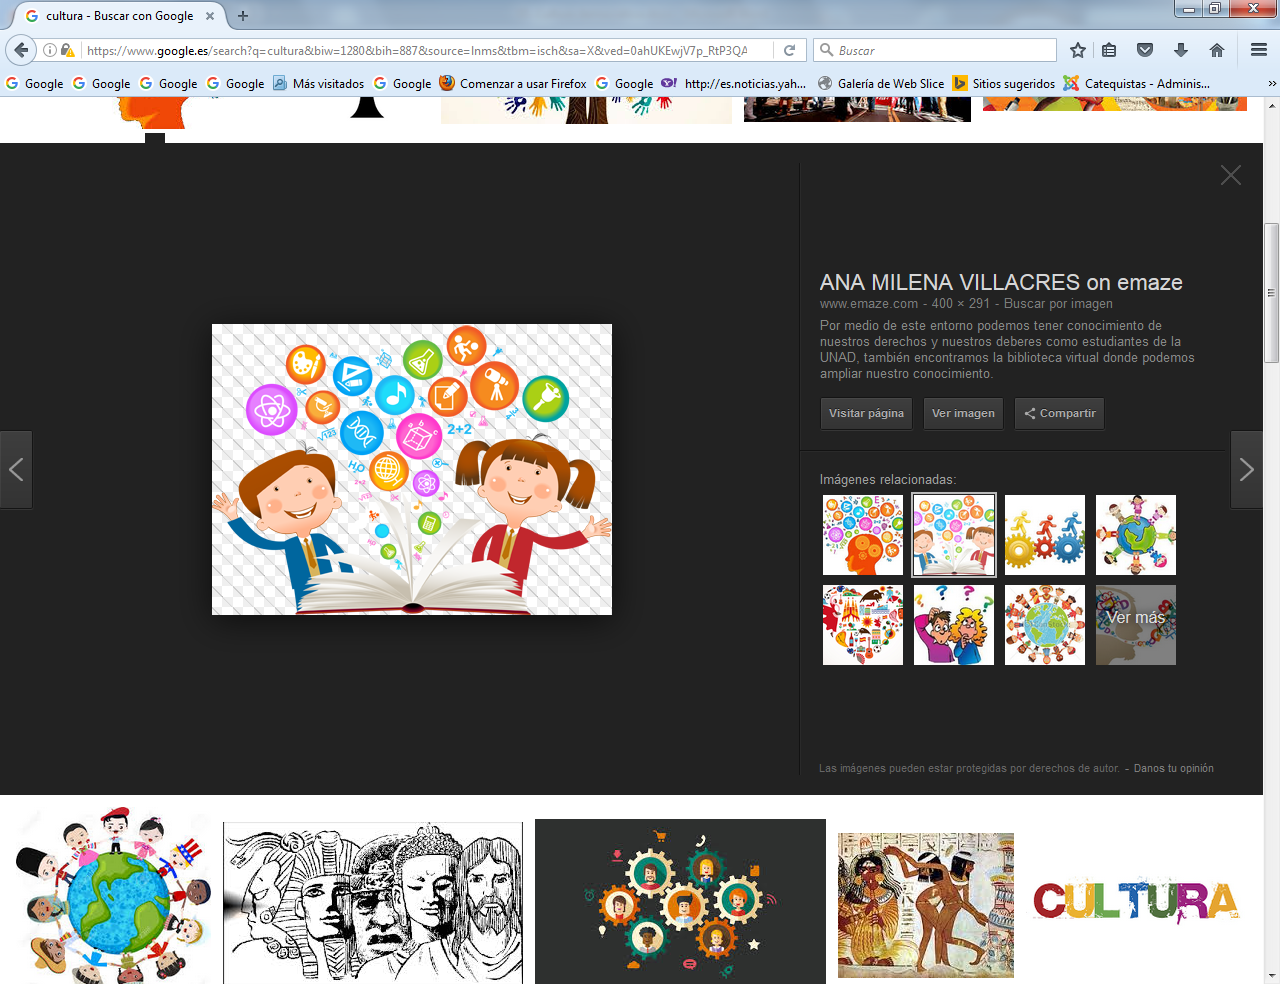 cultura - Buscar con Google
https://www.google.es/search?q=cultura&biw=1280&bih=887&source=lnms&tbm=isch&sa=X&ved=0ahUKEwjV7p_RtP3QA
Buscar
Google Google Google Google Más visitados Google Comenzar a usar Firefox Google http://es.noticias.yah... Galería de Web Slice Sitios sugeridos Catequistas - Adminis...
ANA MILENA VILLACRES on emaze
www.emaze.com - 400 × 291 - Buscar por imagen
Por medio de este entorno podemos tener conocimiento de
nuestros derechos y nuestros deberes como estudiantes de la
UNAD, también encontramos la biblioteca virtual donde podemos
ampliar nuestro conocimiento.
Visitar página Ver imagen Compartir
√123
2+2
H₂O
Imágenes relacionadas:
Ver más
Las imágenes pueden estar protegidas por derechos de autor. - Danos tu opinión
CULTURA